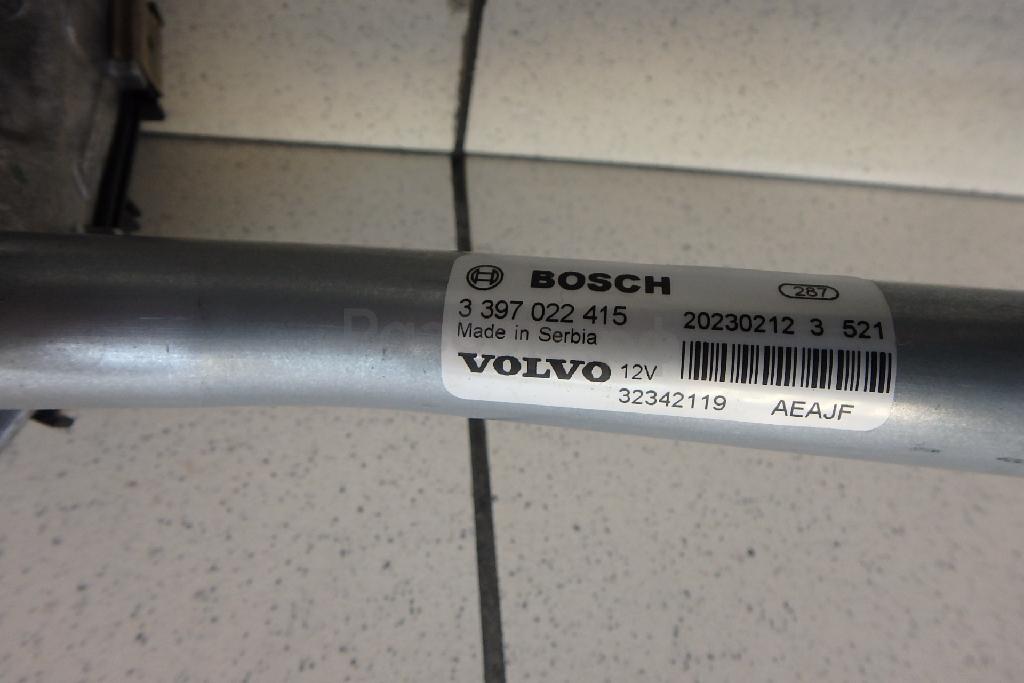 BOSCH 287
3 397 022 415 20230212 3 521
Made in Serbia
VOLVO 12V
32342119 AEAJF